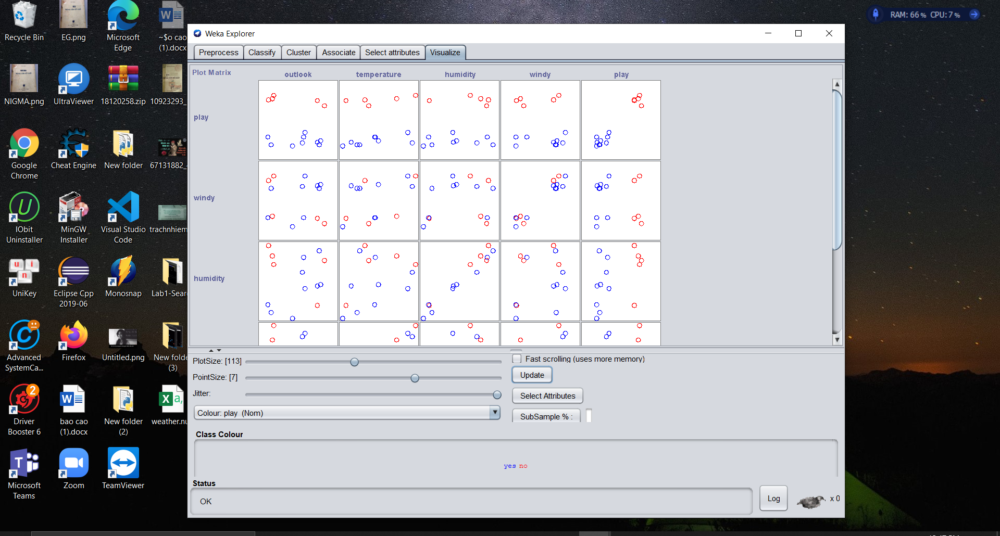 Recycle Bin
EG.png
Microsoft
Edge
~$o cao
(1).docx
NIGMA.png
UltraViewer
18120258.zip
10923293_
Google
Chrome
Cheat Engine
New folder
67131882_
IObit
Uninstaller
MinGW
Installer
Visual Studio
Code
trachnhiem
UniKey
Eclipse Cpp
2019-06
Monosnap
Lab1-Sear
Advanced
SystemCa...
Firefox
Untitled.png
New folde
(3)
Driver
Booster 6
bao cao
(1).docx
New folder
(2)
weather.nu
Microsoft
Teams
Zoom
TeamViewer
RAM: 66 % CPU: 7 %
Weka Explorer
Preprocess Classify Cluster Associate Select attributes Visualize
Plot Matrix outlook temperature humidity windy play
play
windy
humidity
PlotSize: [113]
Fast scrolling (uses more memory)
PointSize: [7]
Update
Jitter:
Select Attributes
Colour: play (Nom)
SubSample % :
Class Colour
yes no
Status
OK
Log
x 0